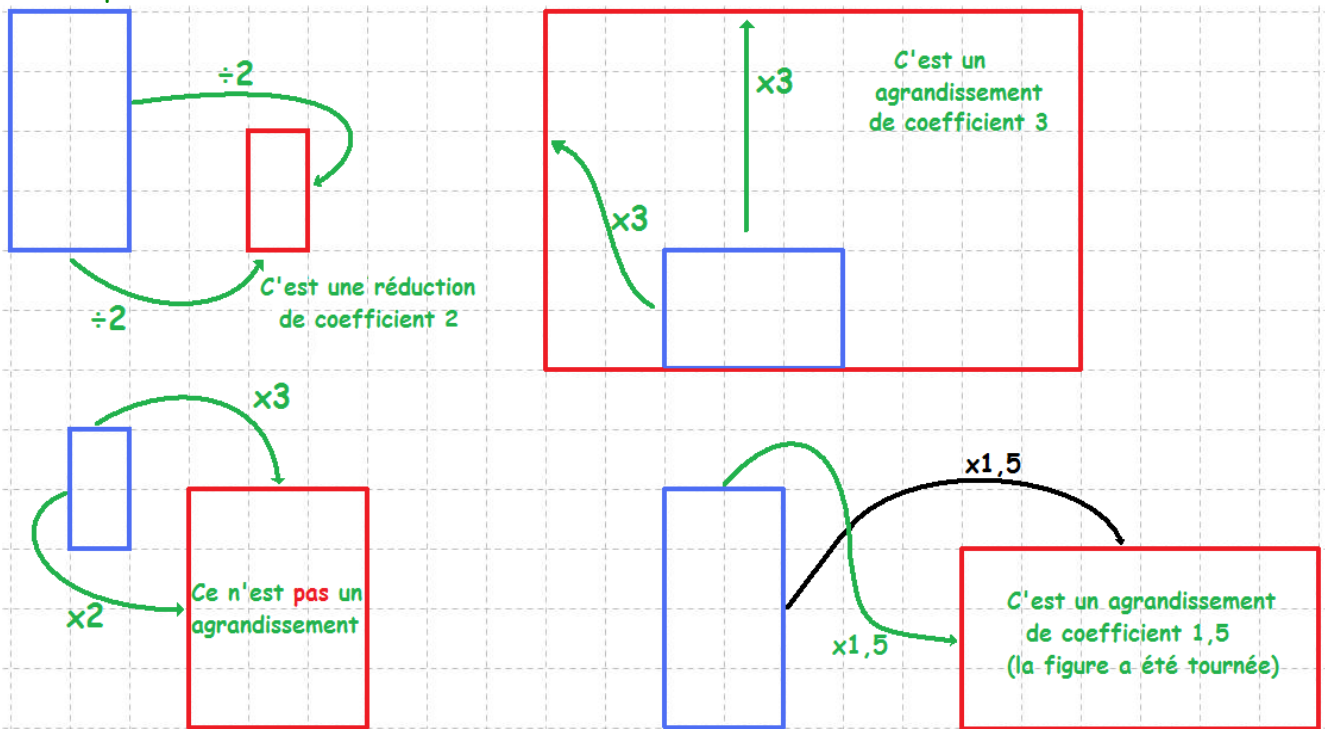 ÷2
÷2
C'est une réduction
de coefficient 2
x3
x3
C'est un
agrandissement
de coefficient 3
x3
x2
Ce n'est pas un
agrandissement
x1,5
x1,5
C'est un agrandissement
de coefficient 1,5
(la figure a été tournée)